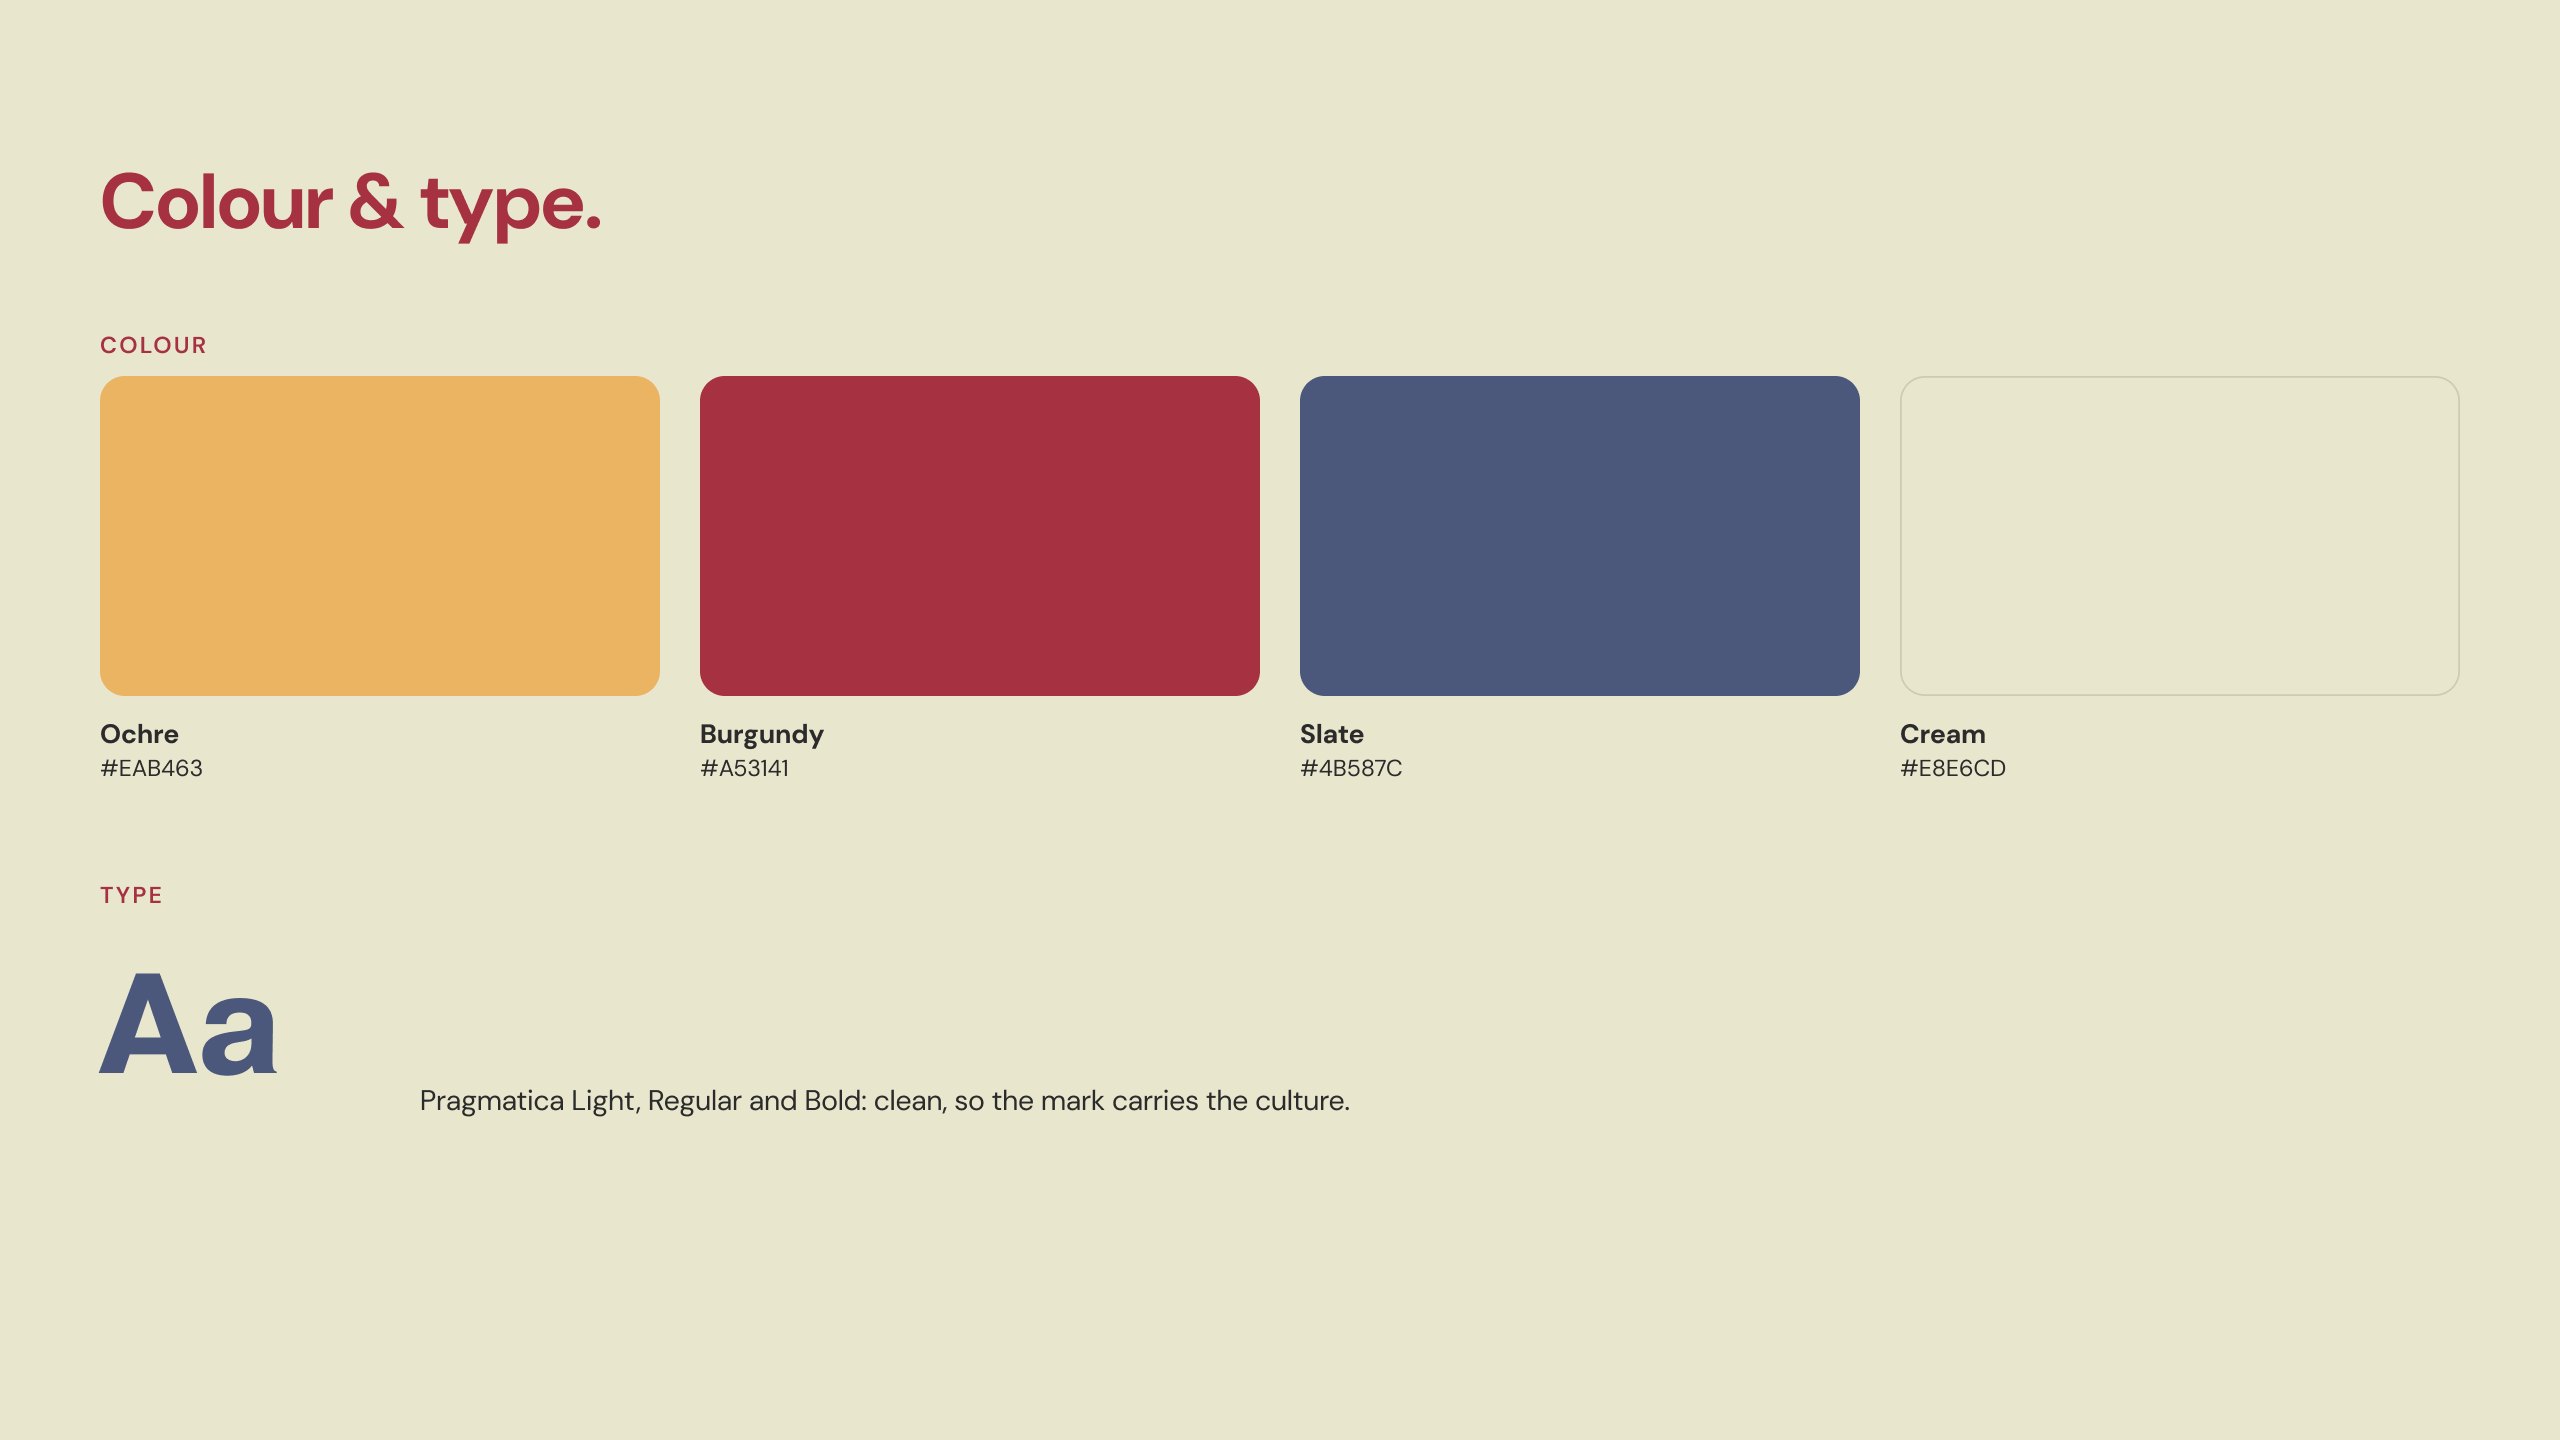 Colour & type.
COLOUR
Ochre
#EAB463
Burgundy
#A53141
Slate
#4B587C
Cream
#E8E6CD
TYPE
Aa
Pragmatica Light, Regular and Bold: clean, so the mark carries the culture.